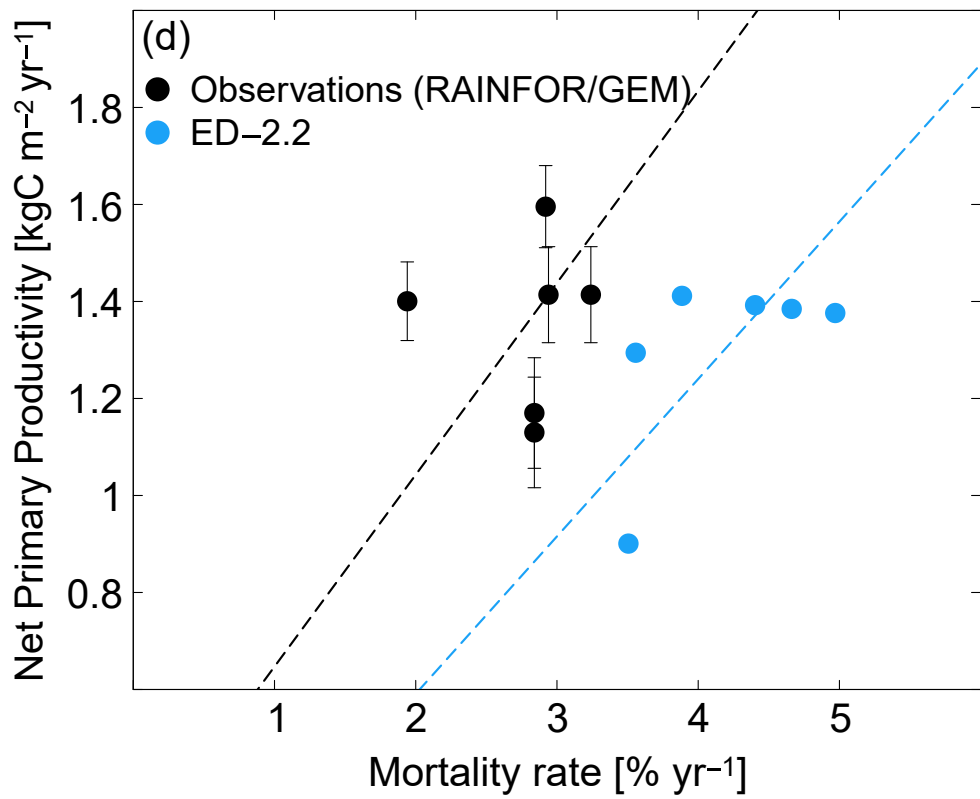 (d)
Observations (RAINFOR/GEM)
ED–2.2
Net Primary Productivity [kgC m⁻² yr⁻¹]
1.8
1.6
1.4
1.2
1
0.8
1 2 3 4 5
Mortality rate [% yr⁻¹]